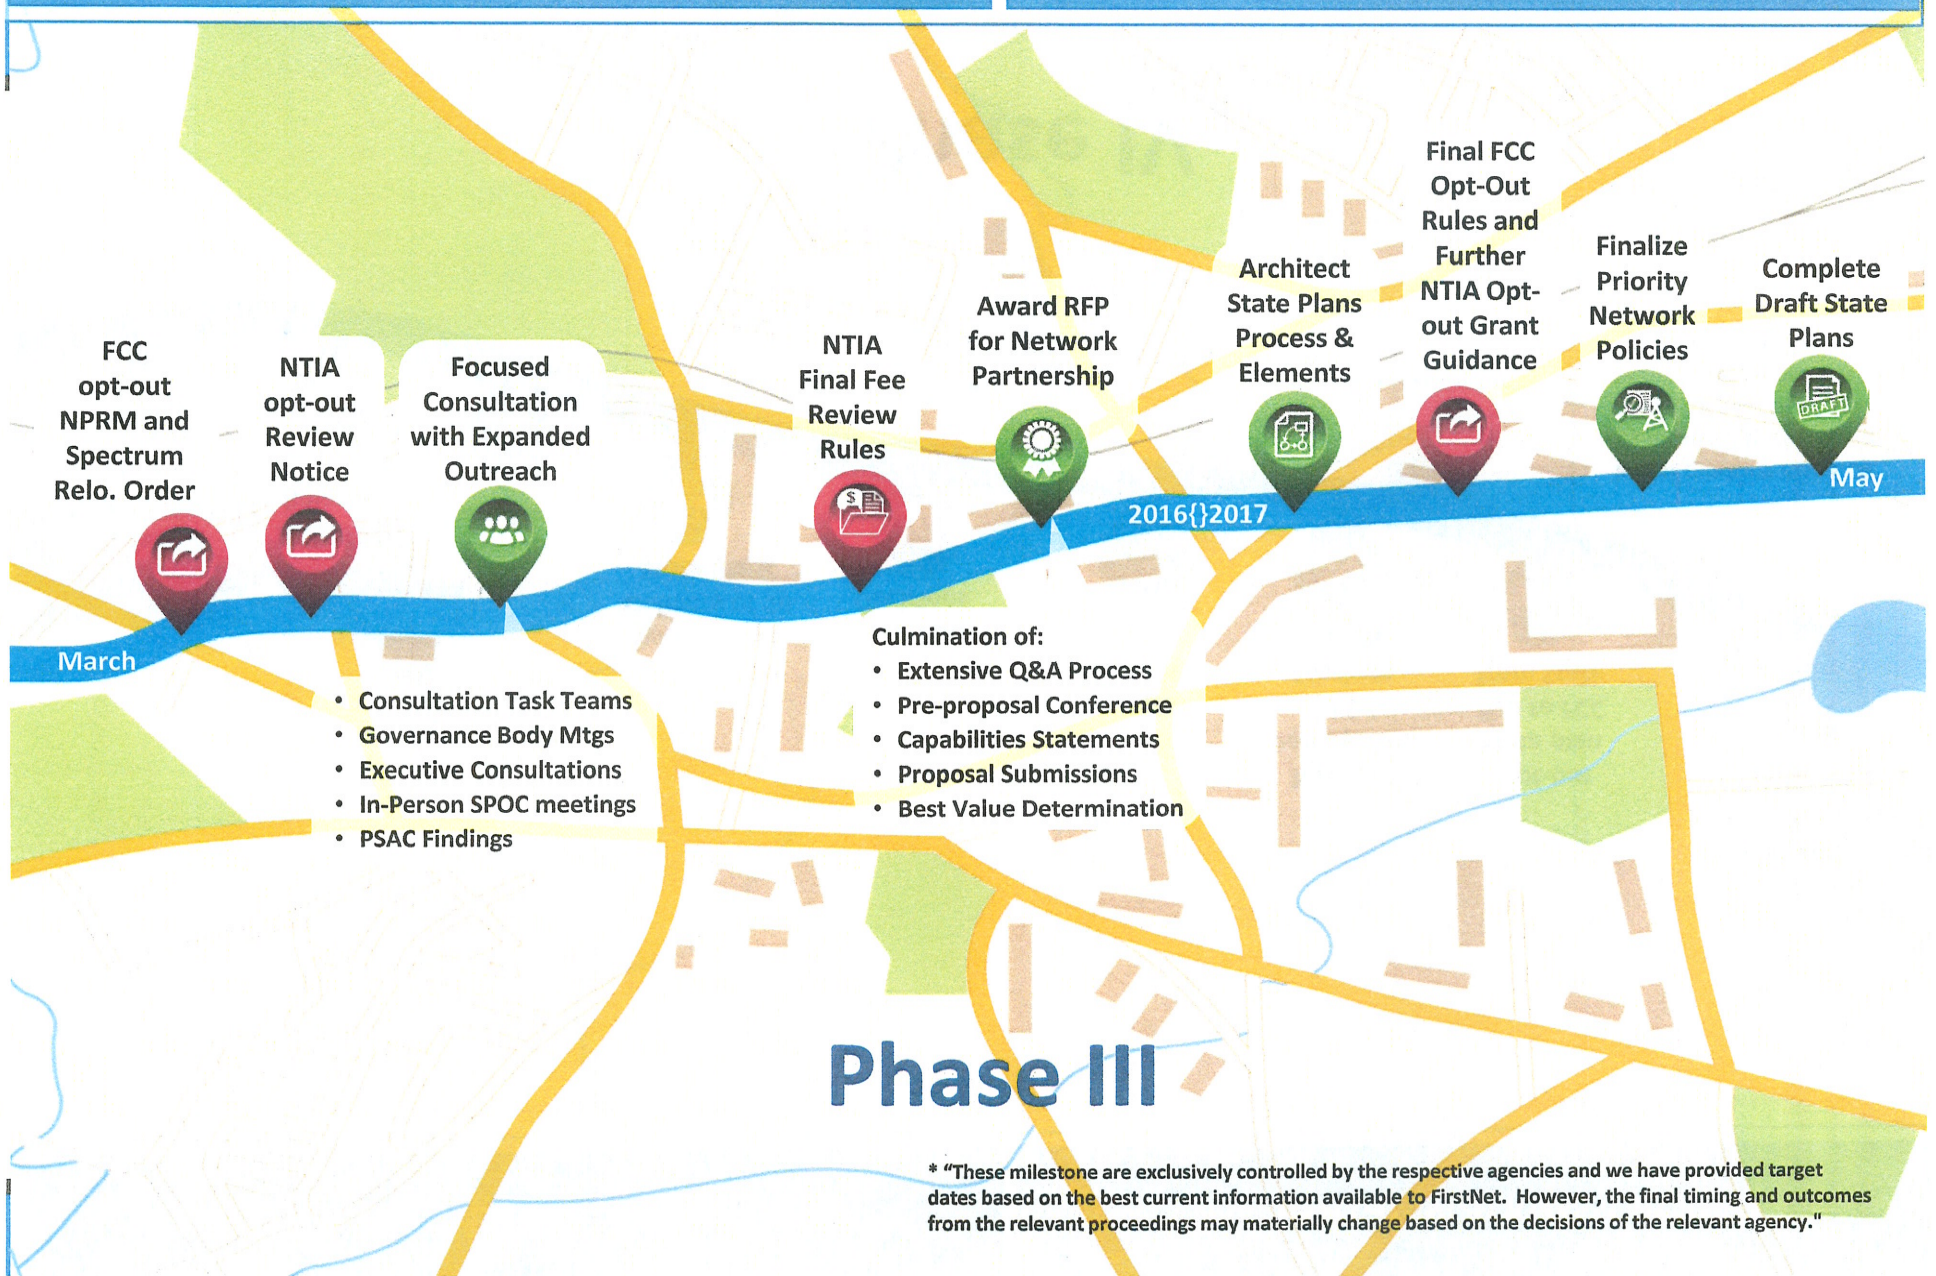 FCC
opt-out
NPRM and
Spectrum
Relo. Order
NTIA
opt-out
Review
Notice
Focused
Consultation
with Expanded
Outreach
NTIA
Final Fee
Review
Rules
Award RFP
for Network
Partnership
Architect
State Plans
Process &
Elements
Final FCC
Opt-Out
Rules and
Further
NTIA Opt-
out Grant
Guidance
Finalize
Priority
Network
Policies
Complete
Draft State
Plans
$
DRAFT
March
2016{}2017
May
• Consultation Task Teams
• Governance Body Mtgs
• Executive Consultations
• In-Person SPOC meetings
• PSAC Findings
Culmination of:
• Extensive Q&A Process
• Pre-proposal Conference
• Capabilities Statements
• Proposal Submissions
• Best Value Determination
Phase III
* “These milestone are exclusively controlled by the respective agencies and we have provided target
dates based on the best current information available to FirstNet. However, the final timing and outcomes
from the relevant proceedings may materially change based on the decisions of the relevant agency."